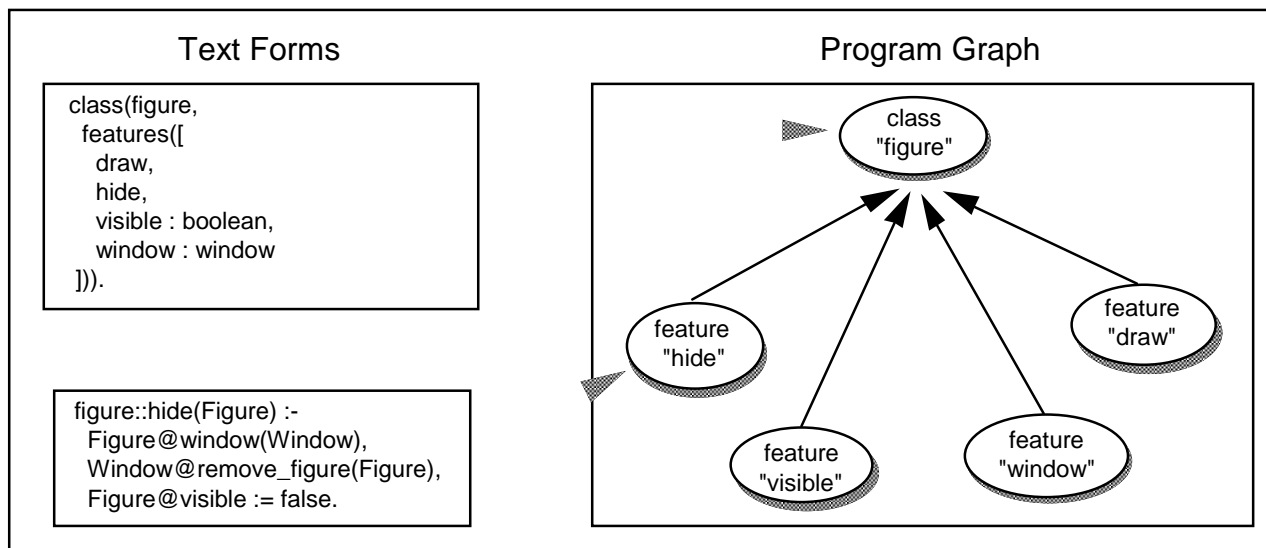 Text Forms
class(figure,
features([
draw,
hide,
visible : boolean,
window : window
])).
figure::hide(Figure) :-
Figure@window(Window),
Window@remove_figure(Figure),
Figure@visible := false.
Program Graph
class
"figure"
feature
"hide"
feature
"visible"
feature
"window"
feature
"draw"